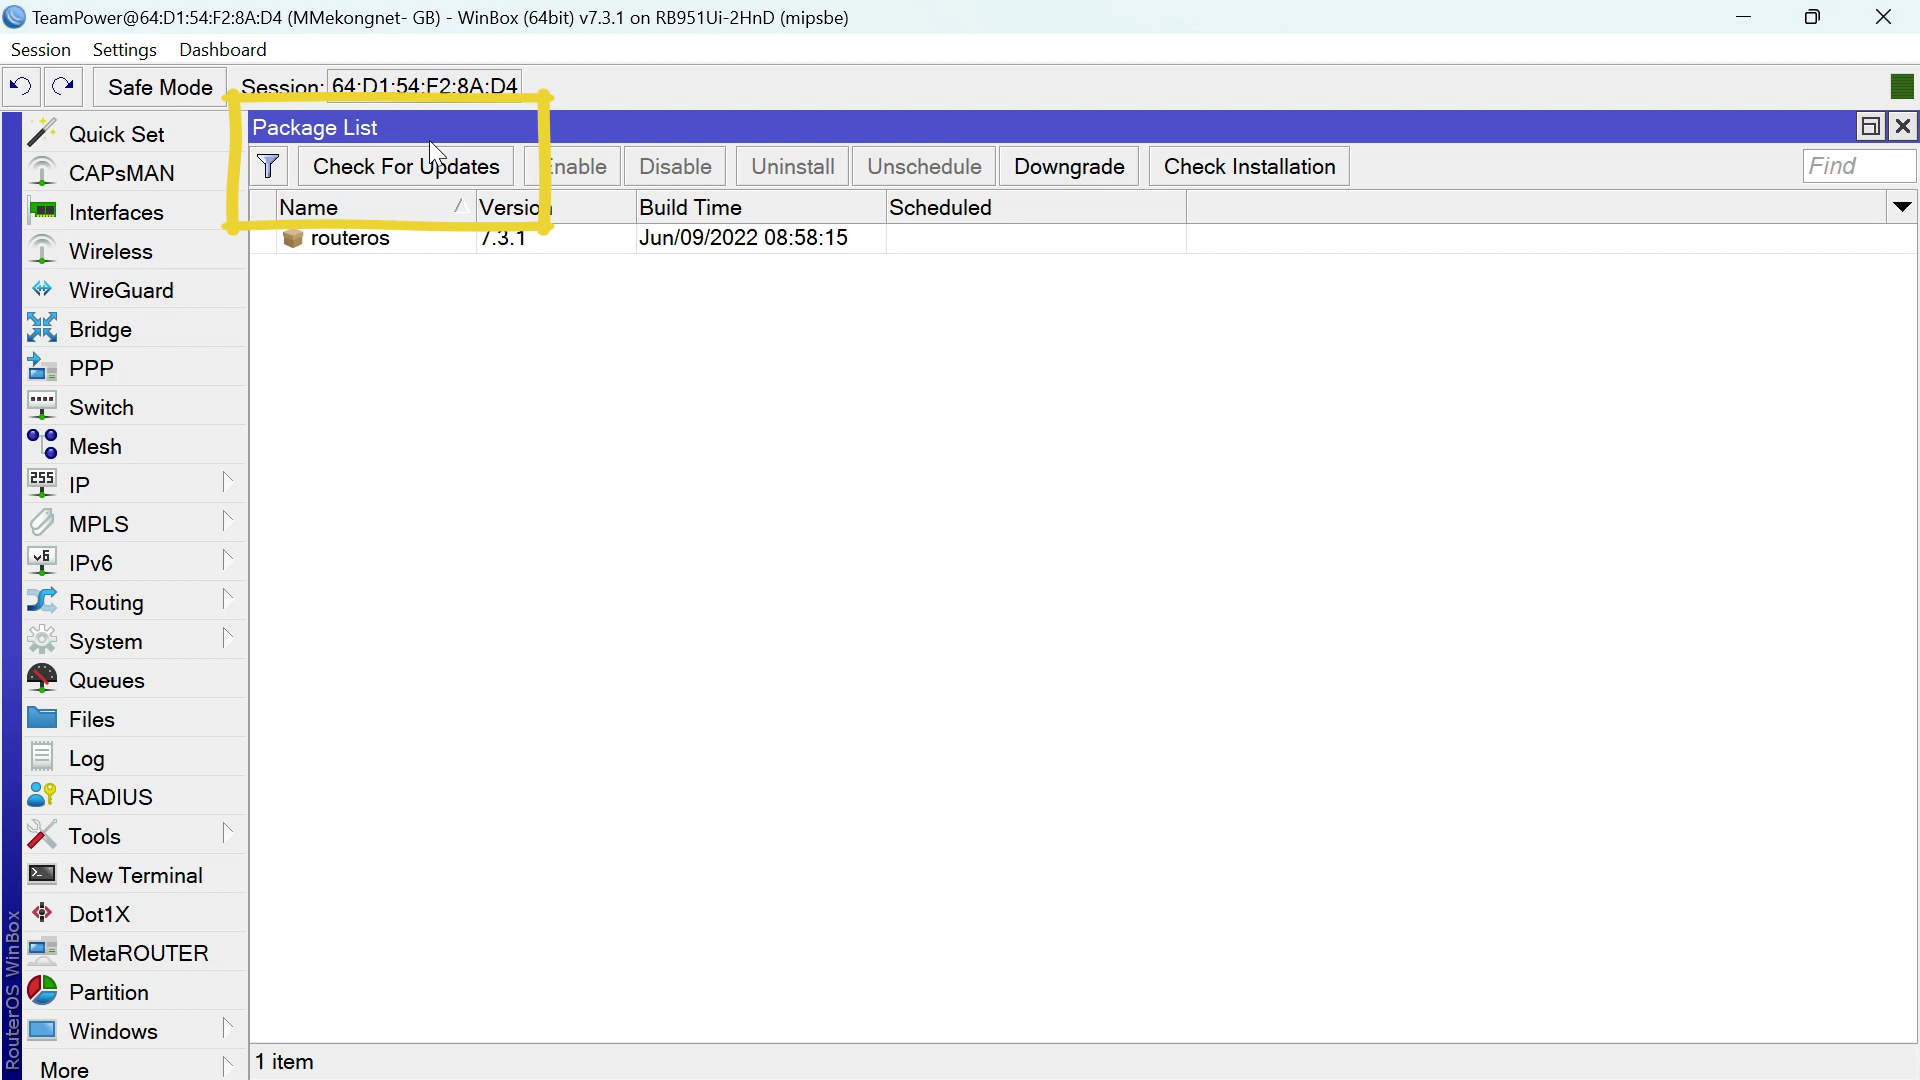 TeamPower@64:D1:54:F2:8A:D4 (MMekongnet- GB) - WinBox (64bit) v7.3.1 on RB951Ui-2HnD (mipsbe)
Session Settings Dashboard
Safe Mode Session: 64:D1:54:F2:8A:D4
Package List
Check For Updates Enable Disable Uninstall Unschedule Downgrade Check Installation Find
Name Version Build Time Scheduled
routeros 7.3.1 Jun/09/2022 08:58:15
Quick Set
CAPsMAN
Interfaces
Wireless
WireGuard
Bridge
PPP
Switch
Mesh
255 IP
MPLS
v6 IPv6
Routing
System
Queues
Files
Log
RADIUS
Tools
New Terminal
Dot1X
MetaROUTER
Partition
Windows
More
RouterOS WinBox
1 item